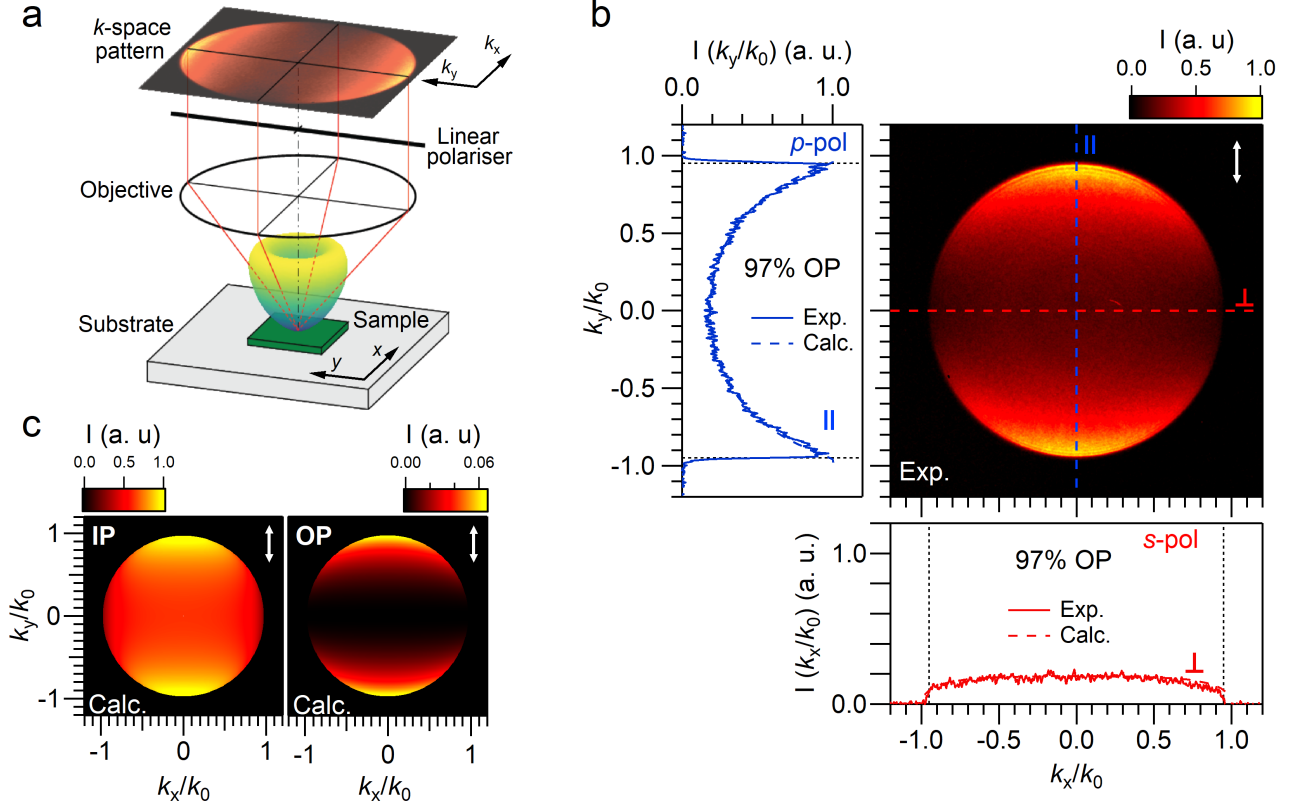 a
k-space
pattern
kx
ky
Linear
polariser
Objective
Substrate
Sample
x
y
b
I (ky/k0) (a. u.)
0.0
1.0
p-pol
1.0
0.5
0.0
-0.5
-1.0
ky/k0
97% OP
Exp.
Calc.
||
I (a. u)
0.0
0.5
1.0
||
⊥
Exp.
1.0
0.0
I (kx/k0) (a. u.)
s-pol
97% OP
Exp.
Calc.
⊥
-1.0
-0.5
0.0
0.5
1.0
kx/k0
c
I (a. u)
0.0
0.5
1.0
I (a. u)
0.00
0.06
IP
OP
1
0
-1
ky/k0
Calc.
Calc.
-1
0
1
-1
0
1
kx/k0
kx/k0